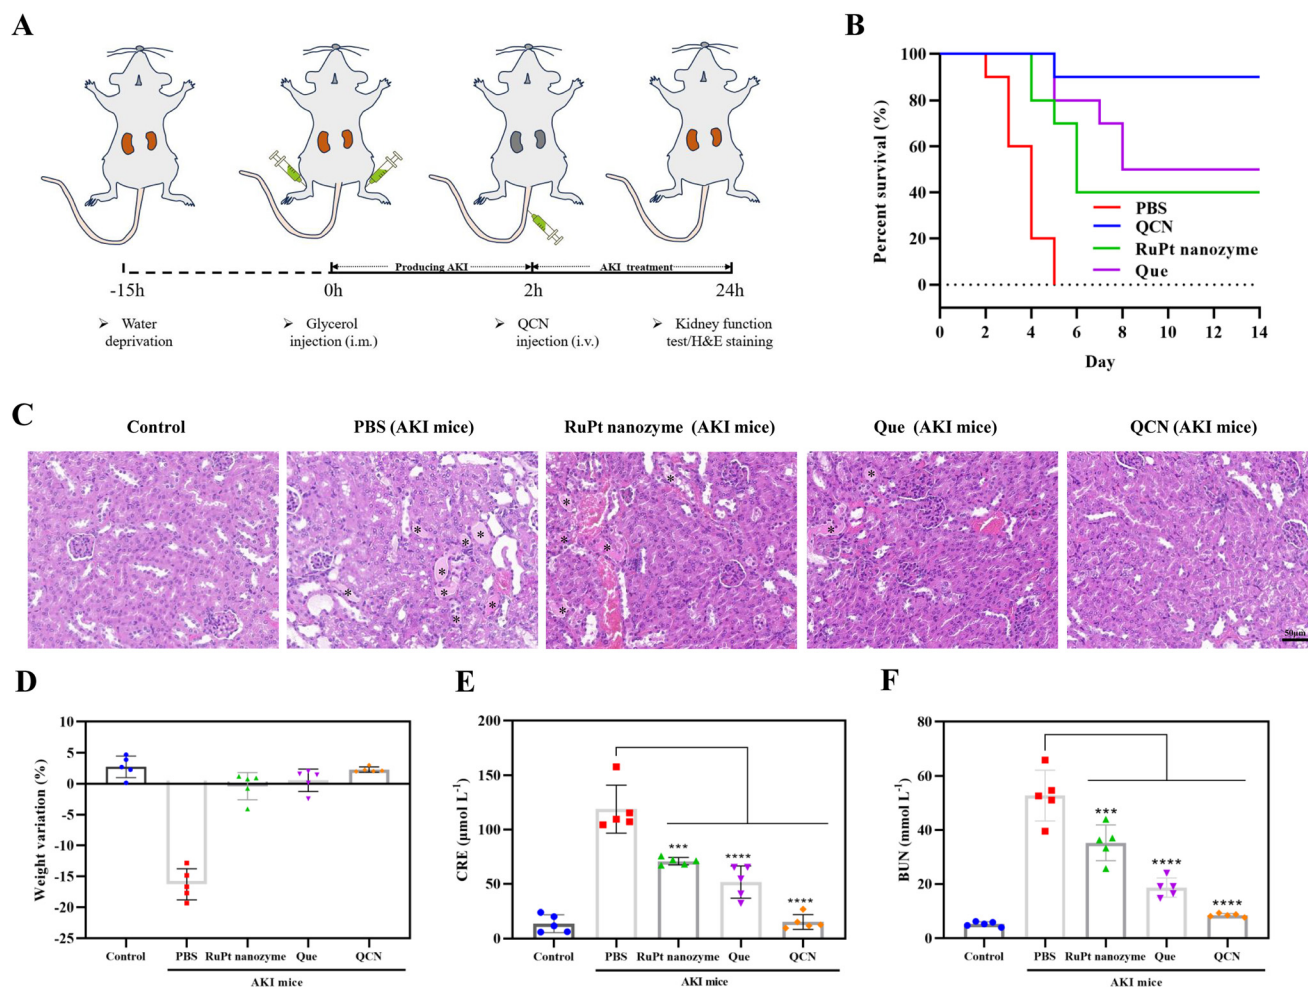 A
-15h
0h
2h
24h
Producing AKI
AKI treatment
➢ Water
deprivation
➢ Glycerol
injection (i.m.)
➢ QCN
injection (i.v.)
➢ Kidney function
test/H&E staining
B
Percent survival (%)
100
80
60
40
20
0
0 2 4 6 8 10 12 14
Day
PBS
QCN
RuPt nanozyme
Que
C
Control
PBS (AKI mice)
RuPt nanozyme (AKI mice)
Que (AKI mice)
QCN (AKI mice)
* * * * * * * * *
* * * * *
* *
50μm
D
Weight variation (%)
10
5
0
-5
-10
-15
-20
-25
Control PBS RuPt nanozyme Que QCN
AKI mice
E
CRE (μmol L⁻¹)
200
150
100
50
0
***
****
****
Control PBS RuPt nanozyme Que QCN
AKI mice
F
BUN (mmol L⁻¹)
80
60
40
20
0
***
****
****
Control PBS RuPt nanozyme Que QCN
AKI mice